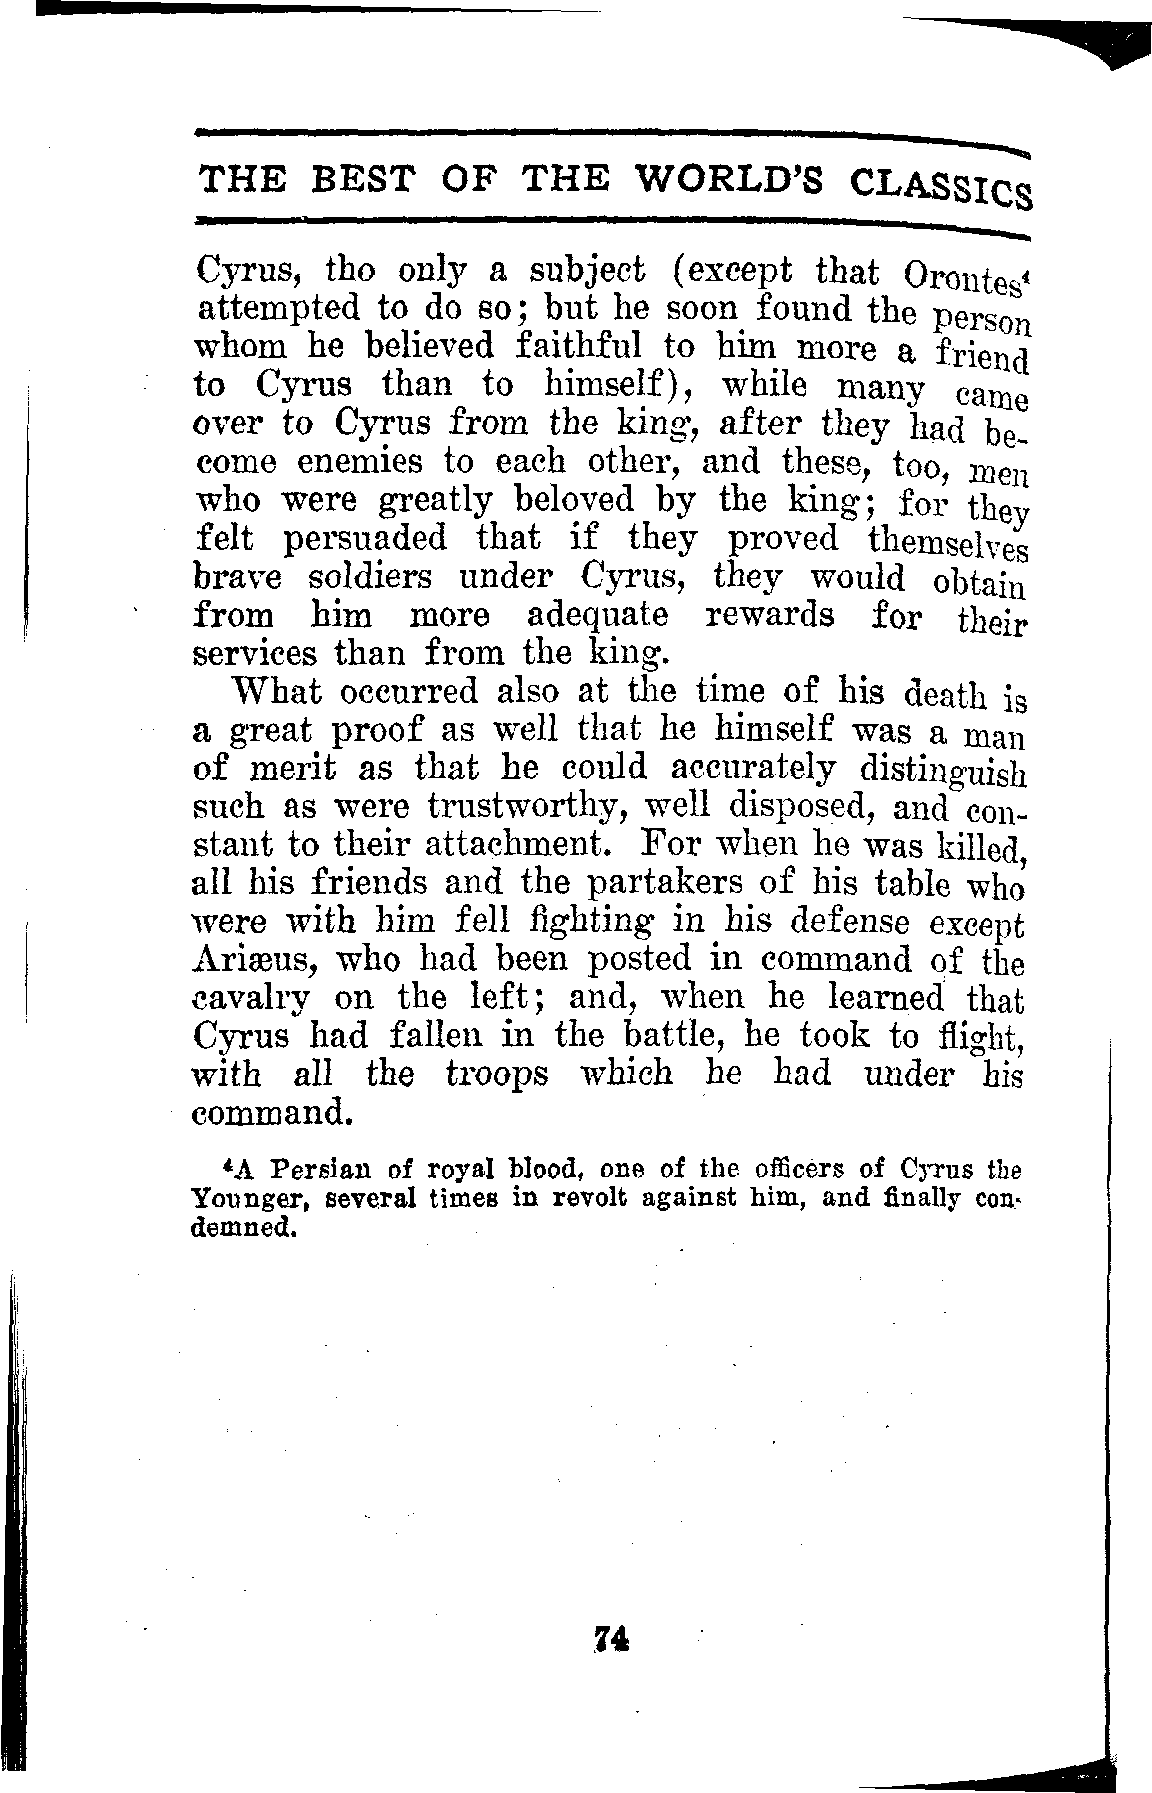 THE BEST OF THE WORLD'S CLASSICS
Cyrus, tho only a subject (except that Orontes⁴
attempted to do so; but he soon found the person
whom he believed faithful to him more a friend
to Cyrus than to himself), while many came
over to Cyrus from the king, after they had be-
come enemies to each other, and these, too, men
who were greatly beloved by the king; for they
felt persuaded that if they proved themselves
brave soldiers under Cyrus, they would obtain
from him more adequate rewards for their
services than from the king.
What occurred also at the time of his death is
a great proof as well that he himself was a man
of merit as that he could accurately distinguish
such as were trustworthy, well disposed, and con-
stant to their attachment. For when he was killed,
all his friends and the partakers of his table who
were with him fell fighting in his defense except
Ariæus, who had been posted in command of the
cavalry on the left; and, when he learned that
Cyrus had fallen in the battle, he took to flight,
with all the troops which he had under his
command.
⁴A Persian of royal blood, one of the officers of Cyrus the
Younger, several times in revolt against him, and finally con-
demned.
74